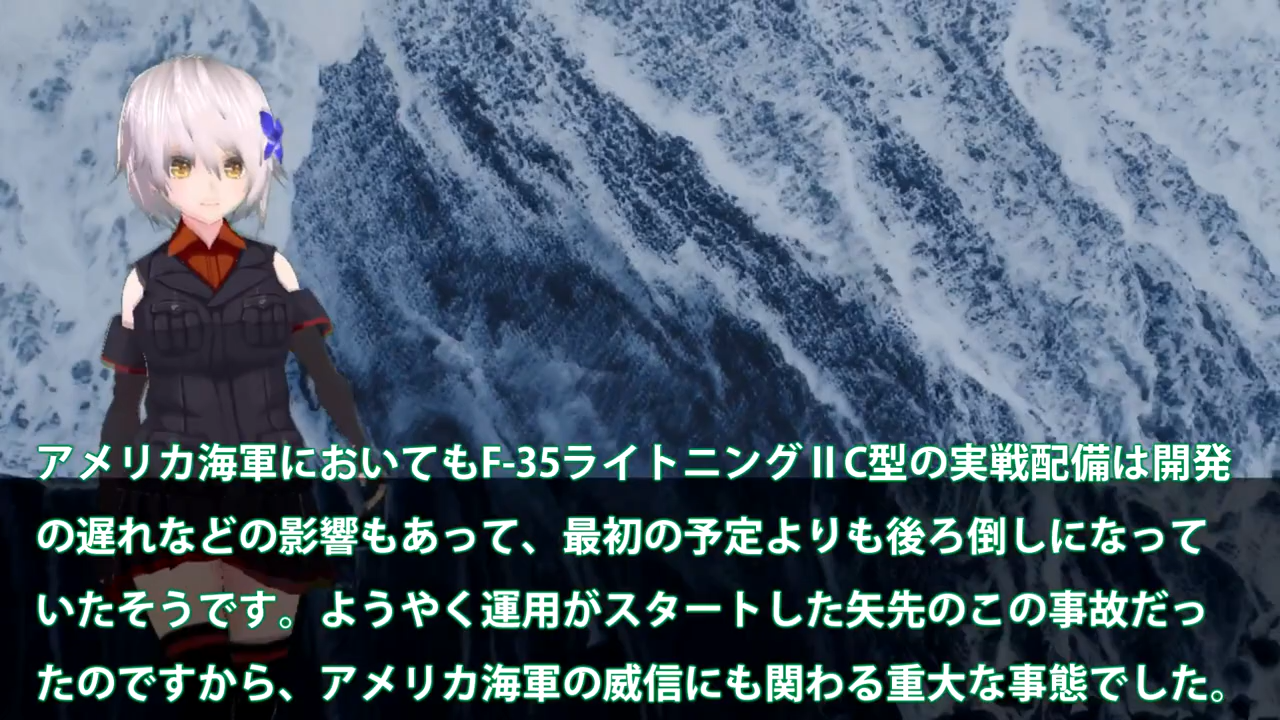 アメリカ海軍においてもF-35ライトニングⅡC型の実戦配備は開発
の遅れなどの影響もあって、最初の予定よりも後ろ倒しになって
いたそうです。ようやく運用がスタートした矢先のこの事故だっ
たのですから、アメリカ海軍の威信にも関わる重大な事態でした。